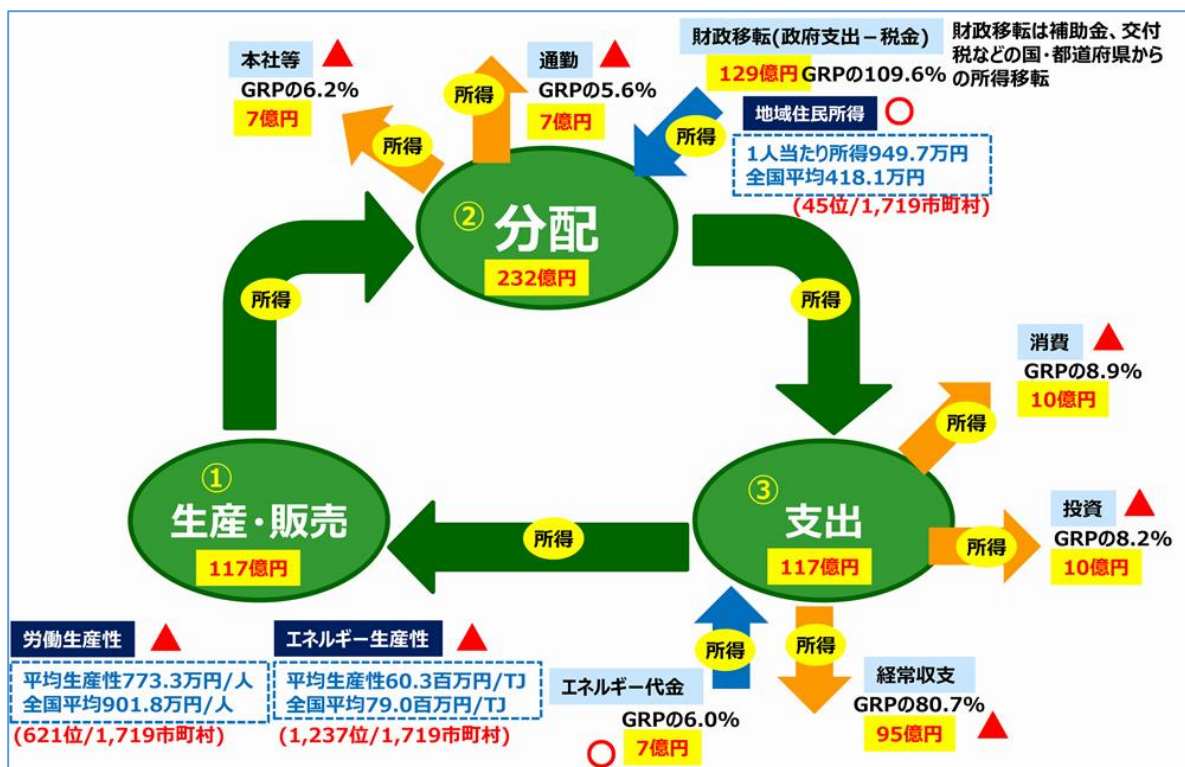 本社等 ▲
GRPの6.2%
7億円
所得
所得
通勤 ▲
GRPの5.6%
7億円
財政移転(政府支出－税金)
129億円 GRPの109.6%
財政移転は補助金、交付
税などの国・都道府県から
の所得移転
所得
地域住民所得 ○
1人当たり所得949.7万円
全国平均418.1万円
(45位/1,719市町村)
② 分配
232億円
所得
所得
消費 ▲
GRPの8.9%
10億円
所得
① 生産・販売
117億円
所得
③ 支出
117億円
所得
投資 ▲
GRPの8.2%
10億円
労働生産性 ▲
平均生産性773.3万円/人
全国平均901.8万円/人
(621位/1,719市町村)
エネルギー生産性 ▲
平均生産性60.3百万円/TJ
全国平均79.0百万円/TJ
(1,237位/1,719市町村)
所得
エネルギー代金
GRPの6.0%
○ 7億円
所得
経常収支
GRPの80.7%
95億円 ▲